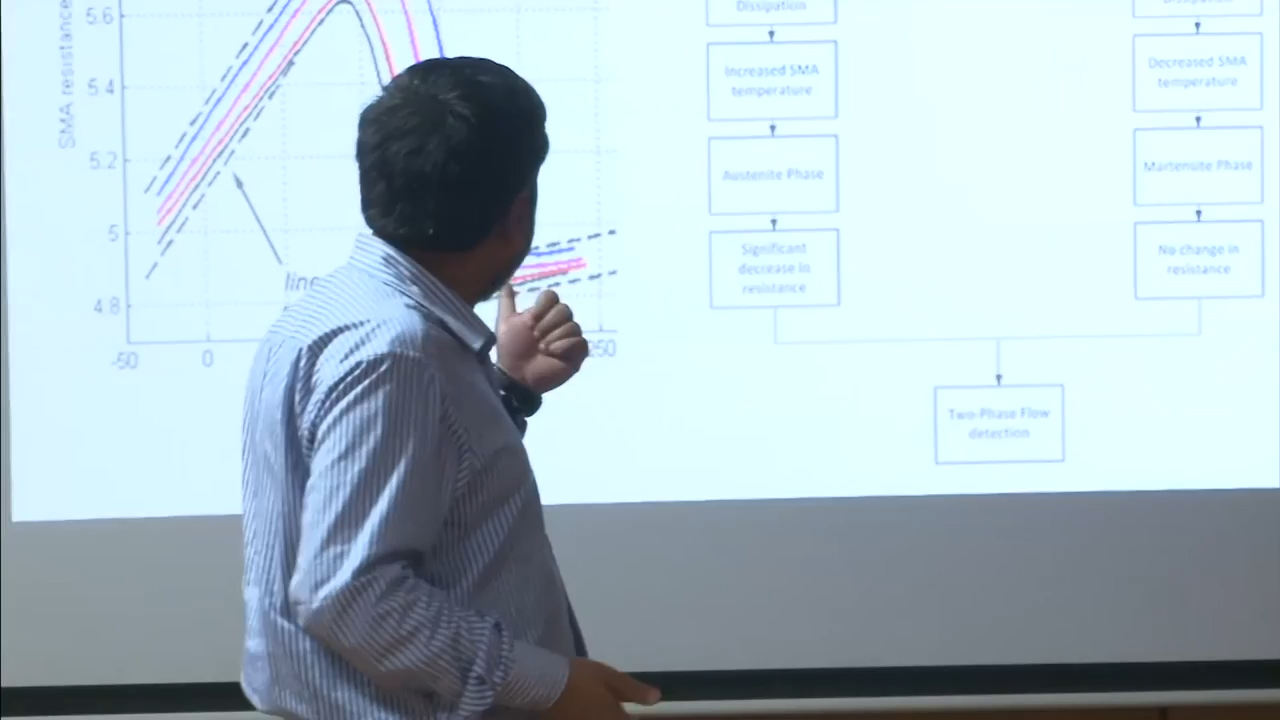 SMA resistance
5.6
5.4
5.2
5
4.8
-50
0
250
line
Dissipation
Increased SMA
temperature
Austenite Phase
Significant
decrease in
resistance
Decreased SMA
temperature
Martensite Phase
No change in
resistance
Two-Phase Flow
detection